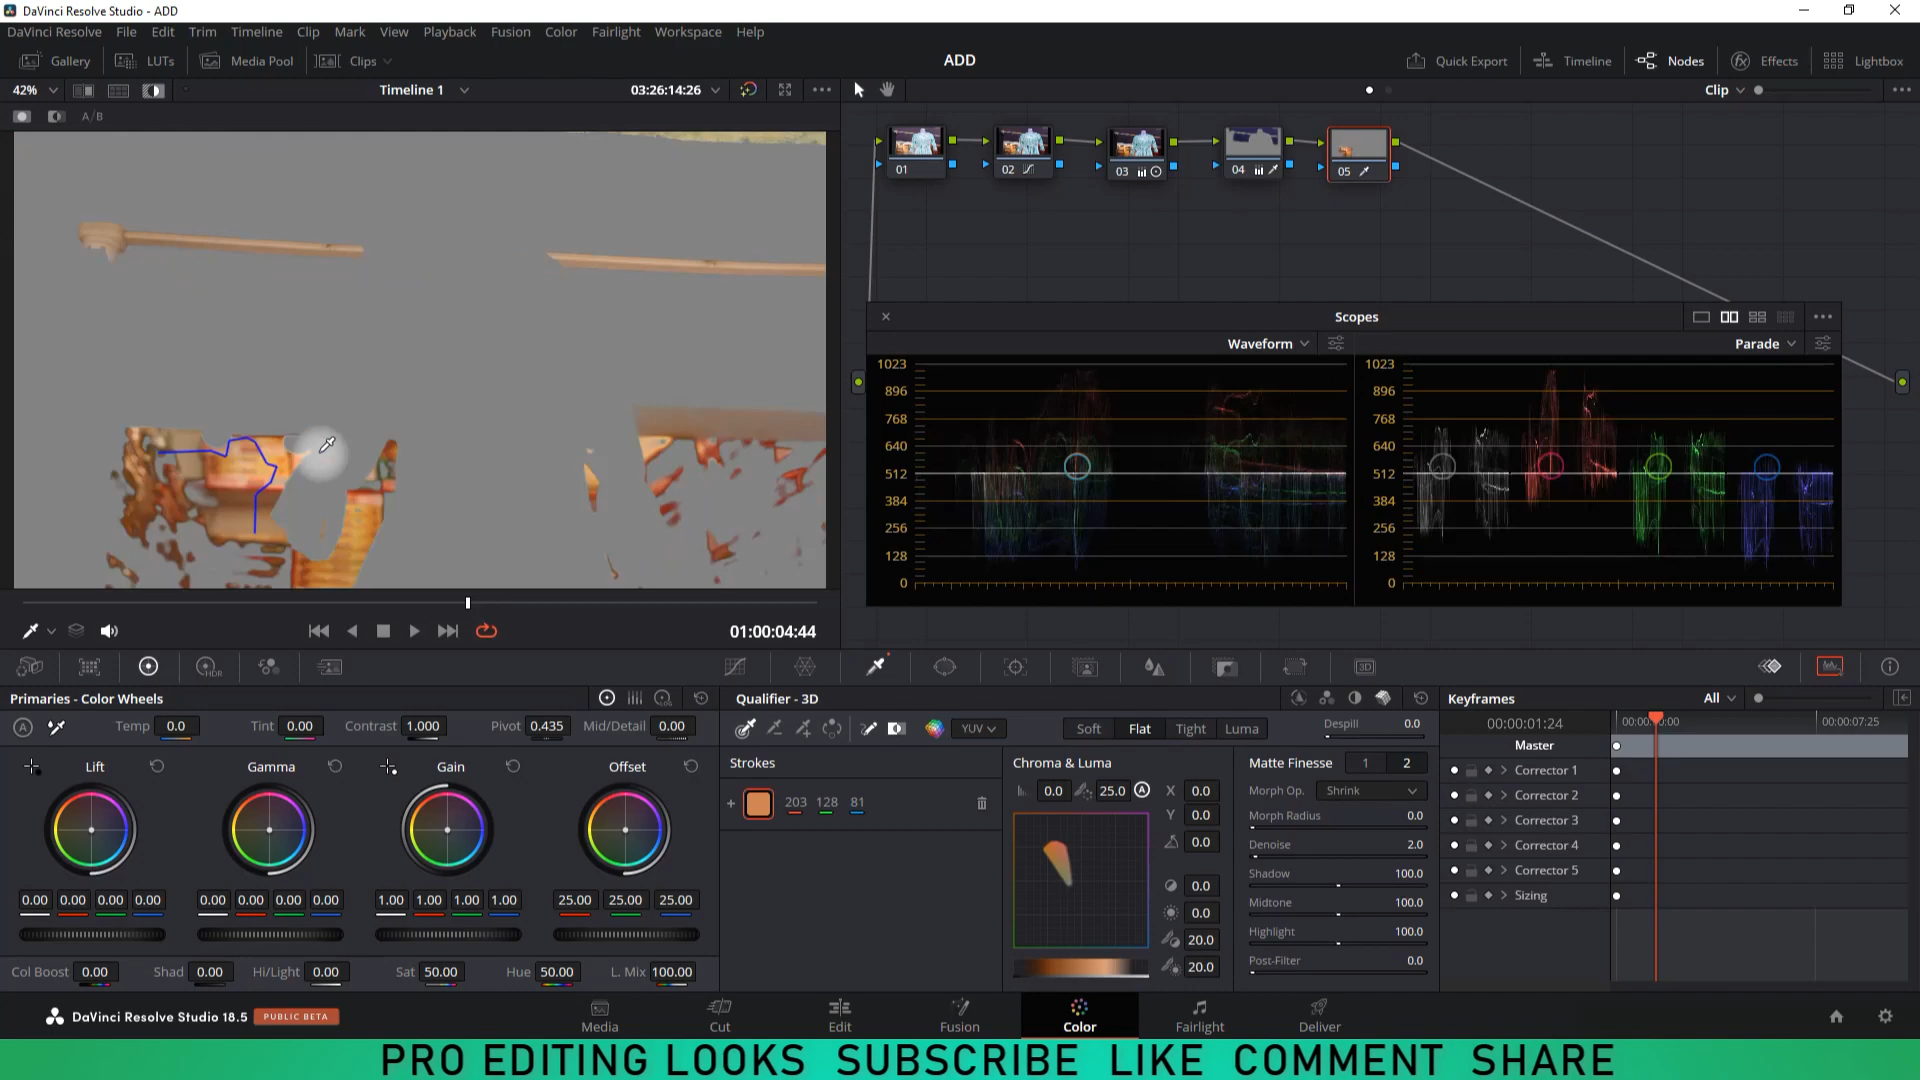 DaVinci Resolve Studio - ADD
DaVinci Resolve File Edit Trim Timeline Clip Mark View Playback Fusion Color Fairlight Workspace Help
Gallery LUTs Media Pool Clips ADD Quick Export Timeline Nodes Effects Lightbox
42% Timeline 1 03:26:14:26 Clip
A/B
01 02 03 04 05
Scopes
Waveform Parade
1023 1023
896 896
768 768
640 640
512 512
384 384
256 256
128 128
0 0
01:00:04:44
HDR 3D
Primaries - Color Wheels Qualifier - 3D Keyframes All
A Temp 0.0 Tint 0.00 Contrast 1.000 Pivot 0.435 Mid/Detail 0.00 YUV Soft Flat Tight Luma Despill 0.0 00:00:01:24 00:00:00:00 00:00:07:25
Lift Gamma Gain Offset Strokes Chroma & Luma Matte Finesse 1 2 Master
203 128 81 0.0 25.0 A X 0.0 Morph Op. Shrink Corrector 1
Y 0.0 Morph Radius 0.0 Corrector 2
0.0 Denoise 2.0 Corrector 3
0.0 Shadow 100.0 Corrector 4
0.0 Midtone 100.0 Corrector 5
20.0 Highlight 100.0 Sizing
20.0 Post-Filter 0.0
0.00 0.00 0.00 0.00 0.00 0.00 0.00 0.00 1.00 1.00 1.00 1.00 25.00 25.00 25.00
Col Boost 0.00 Shad 0.00 Hi/Light 0.00 Sat 50.00 Hue 50.00 L. Mix 100.00
DaVinci Resolve Studio 18.5 PUBLIC BETA Media Cut Edit Fusion Color Fairlight Deliver
PRO EDITING LOOKS SUBSCRIBE LIKE COMMENT SHARE